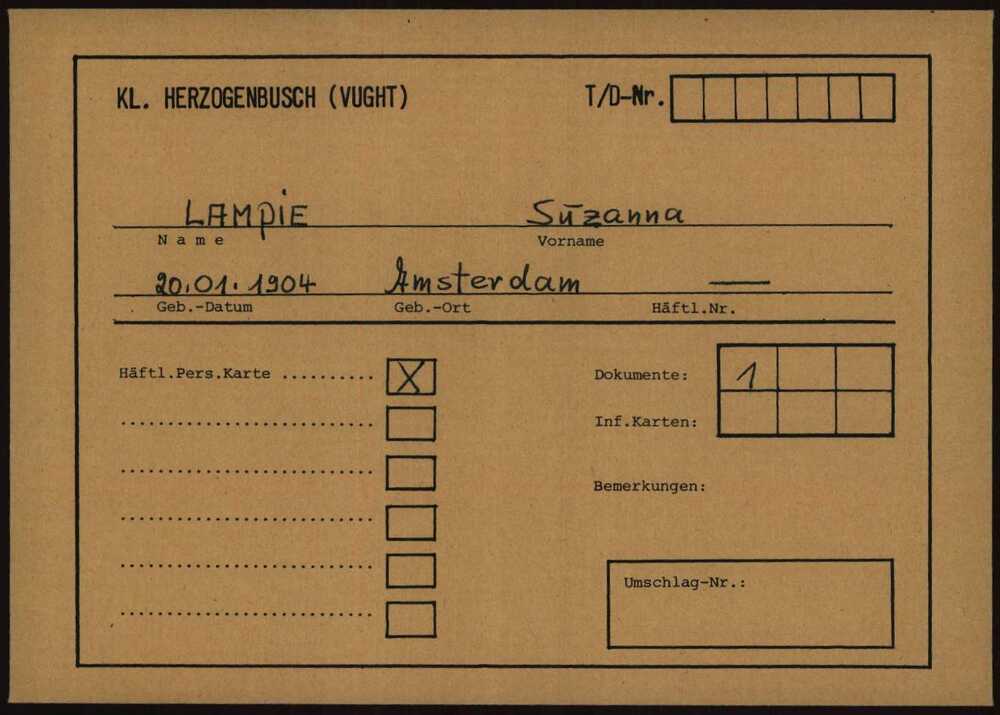 KL. HERZOGENBUSCH (VUGHT) T/D-Nr.
LAMPIE Suzanna
Name Vorname
20.01.1904 Amsterdam —
Geb.-Datum Geb.-Ort Häftl.Nr.
Häftl.Pers.Karte .......... X Dokumente: 1
Inf.Karten:
Bemerkungen:
Umschlag-Nr.: